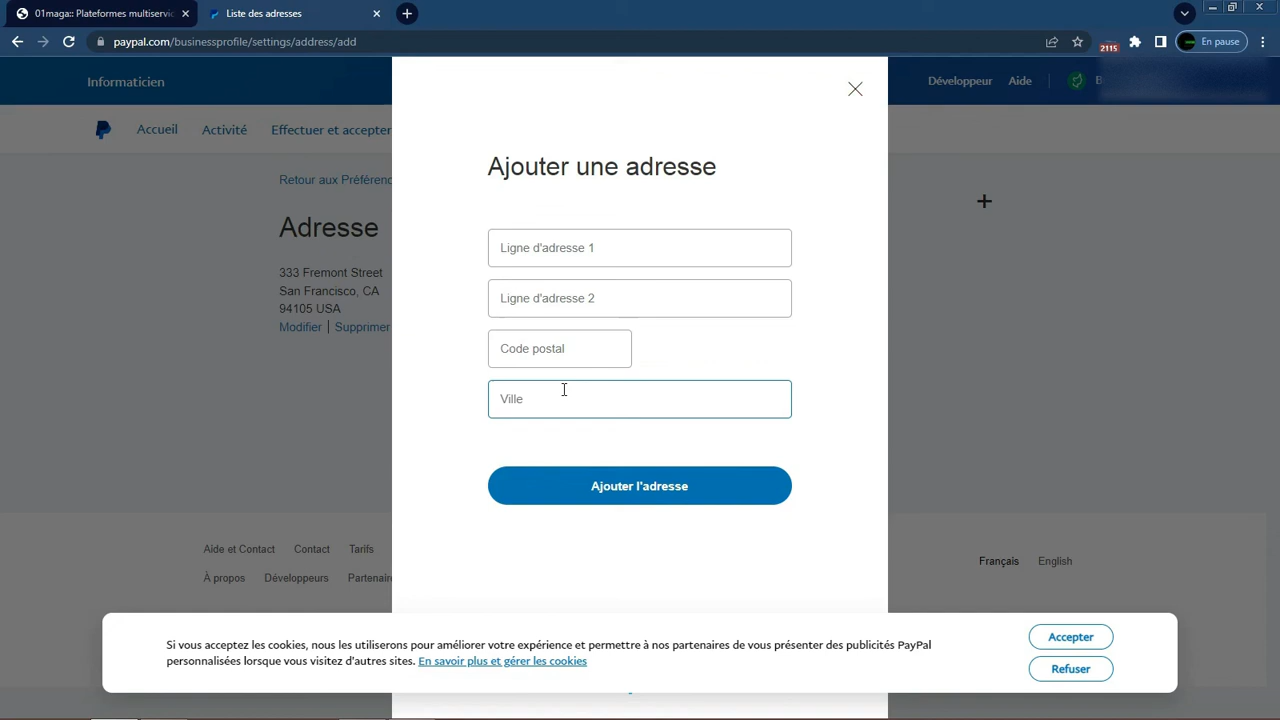 01maga:: Plateformes multiservic
Liste des adresses
paypal.com/businessprofile/settings/address/add
2115
En pause
Informaticien
Développeur
Aide
B
Accueil
Activité
Effectuer et accepter
Retour aux Préférenc
Adresse
333 Fremont Street
San Francisco, CA
94105 USA
Modifier | Supprimer
Ajouter une adresse
Ligne d'adresse 1
Ligne d'adresse 2
Code postal
Ville
Ajouter l'adresse
Aide et Contact
Contact
Tarifs
À propos
Développeurs
Partenaire
Français
English
Si vous acceptez les cookies, nous les utiliserons pour améliorer votre expérience et permettre à nos partenaires de vous présenter des publicités PayPal
personnalisées lorsque vous visitez d'autres sites. En savoir plus et gérer les cookies
Accepter
Refuser